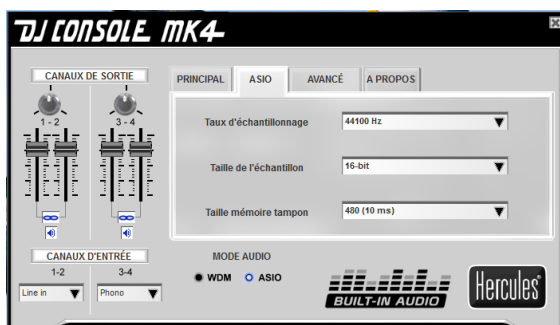 DJ CONSOLE MK4
CANAUX DE SORTIE
1 - 2
3 - 4
PRINCIPAL
ASIO
AVANCÉ
A PROPOS
Taux d'échantillonnage
44100 Hz
Taille de l'échantillon
16-bit
Taille mémoire tampon
480 (10 ms)
CANAUX D'ENTRÉE
1-2
3-4
Line in
Phono
MODE AUDIO
WDM
ASIO
BUILT-IN AUDIO
Hercules